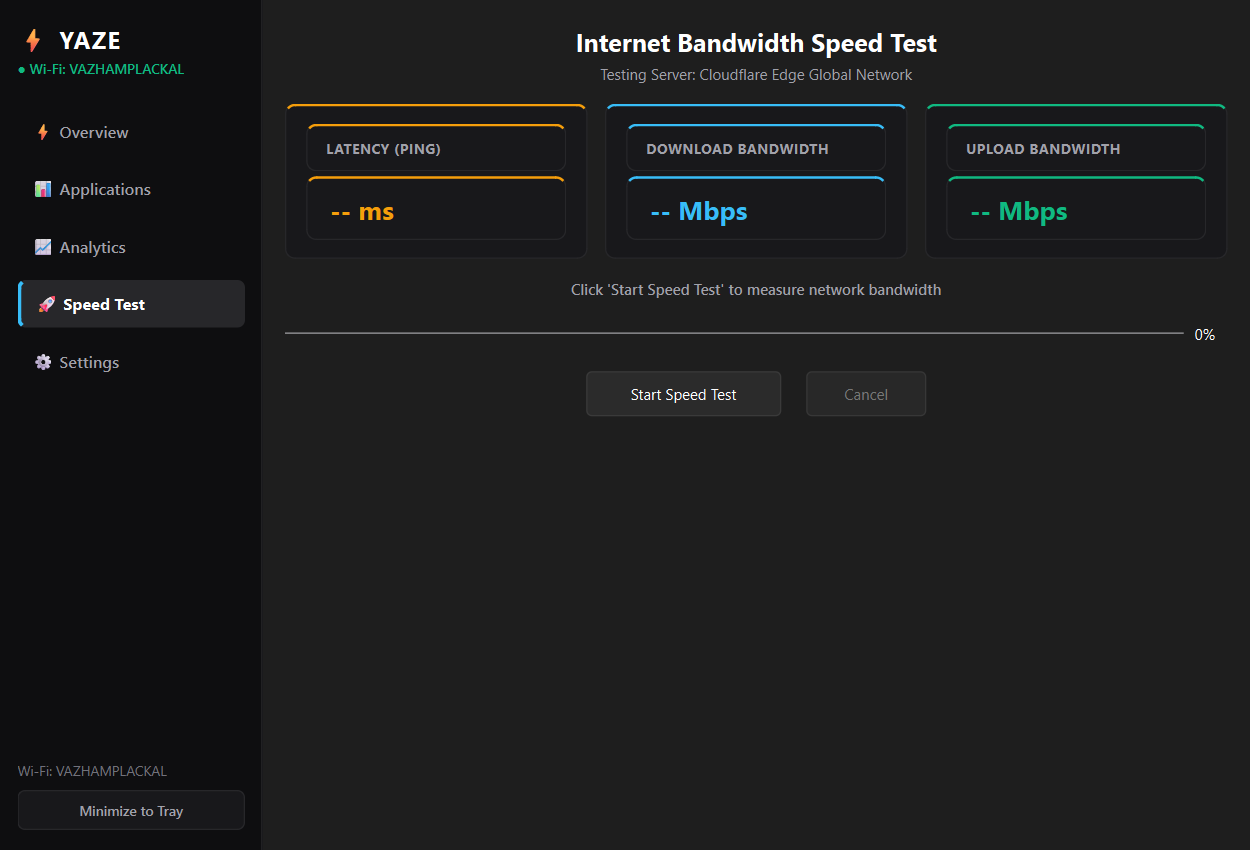 YAZE
Wi-Fi: VAZHAMPLACKAL
Overview
Applications
Analytics
Speed Test
Settings
Wi-Fi: VAZHAMPLACKAL
Minimize to Tray
Internet Bandwidth Speed Test
Testing Server: Cloudflare Edge Global Network
LATENCY (PING)
-- ms
DOWNLOAD BANDWIDTH
-- Mbps
UPLOAD BANDWIDTH
-- Mbps
Click 'Start Speed Test' to measure network bandwidth
0%
Start Speed Test
Cancel